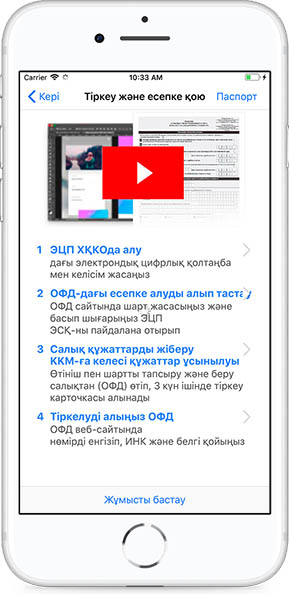 Carrier
10:33 AM
Кері
Тіркеу және есепке қою
Паспорт
1 ЭЦП ХҚКОда алу
дағы электрондық цифрлық қолтаңба
мен келісім жасаңыз
2 ОФД-дағы есепке алуды алып тастау
ОФД сайтында шарт жасасыңыз және
басып шығарыңыз ЭЦП
ЭСҚ-ны пайдалана отырып
3 Салық құжаттарды жіберу
ККМ-ға келесі құжаттар ұсынылуы
Өтініш пен шартты тапсыру және беру
салықтан (ОФД) өтіп, 3 күн ішінде тіркеу
карточкасы алынады
4 Тіркелуді алыңыз ОФД
ОФД веб-сайтында
нөмірді енгізіп, ИНК және белгі қойыңыз
Жұмысты бастау